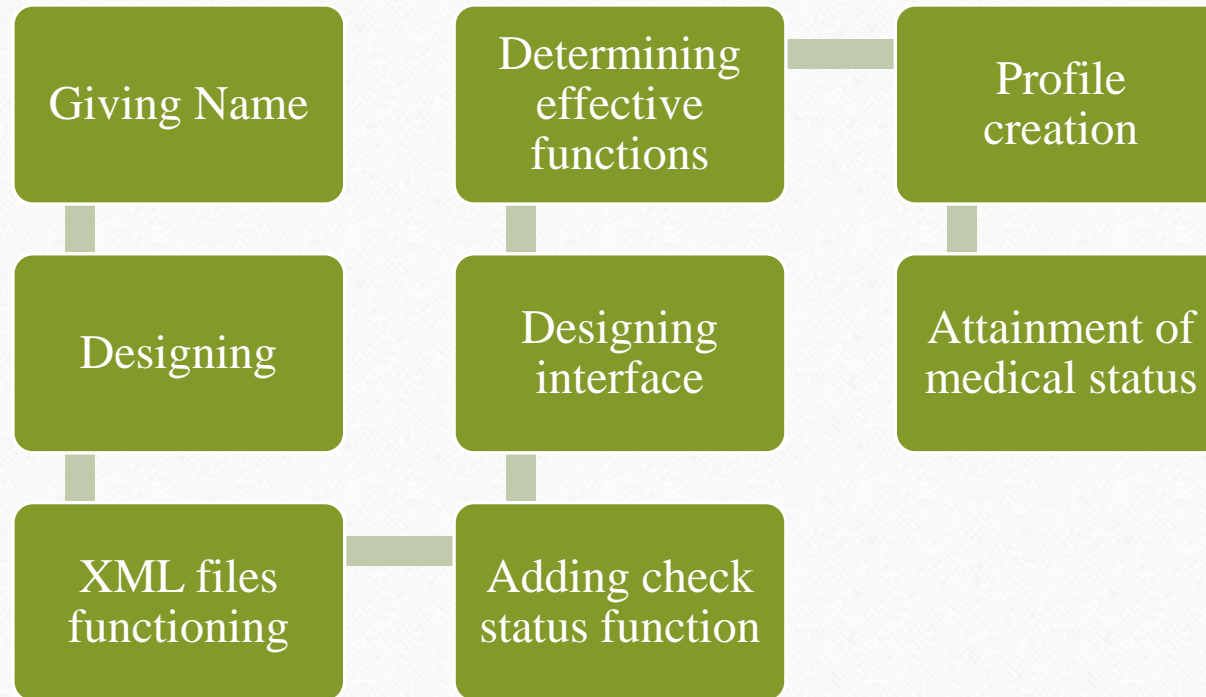 Giving Name
Designing
XML files
functioning
Adding check
status function
Designing
interface
Determining
effective
functions
Profile
creation
Attainment of
medical status